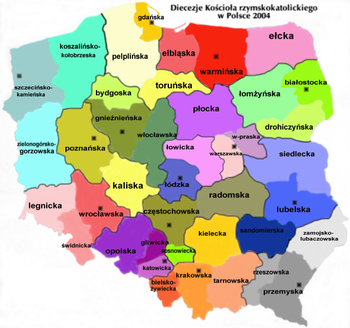 Diecezje Kościoła rzymskokatolickiego
w Polsce 2004
gdańska
koszalińsko-
kołobrzeska
pelplińska
elbląska
warmińska
ełcka
szczecińsko-
kamieńska
bydgoska
toruńska
łomżyńska
białostocka
płocka
gnieźnieńska
włocławska
drohiczyńska
zielonogórsko-
gorzowska
poznańska
łowicka
w-praska
warszawska
siedlecka
kaliska
łódzka
radomska
legnicka
wrocławska
lubelska
częstochowska
świdnicka
opolska
gliwicka
sosnowiecka
kielecka
sandomierska
zamojsko-
lubaczowska
katowicka
bielsko-
żywiecka
krakowska
tarnowska
rzeszowska
przemyska